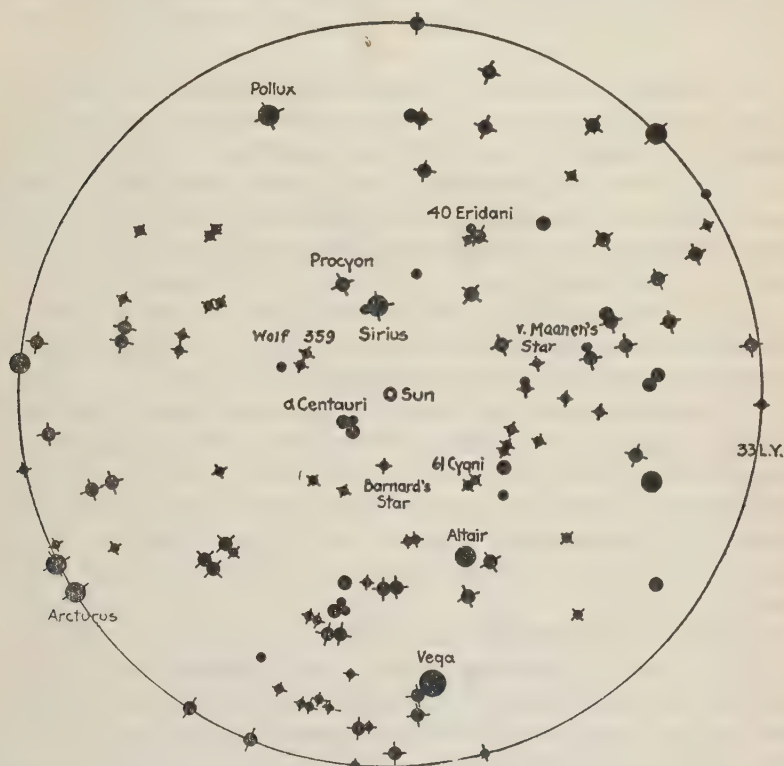 Pollux
40 Eridani
Procyon
Sirius
Wolf 359
v. Maanen's
Star
α Centauri
Sun
33 L.Y.
61 Cygni
Barnard's
Star
Altair
Arcturus
Vega